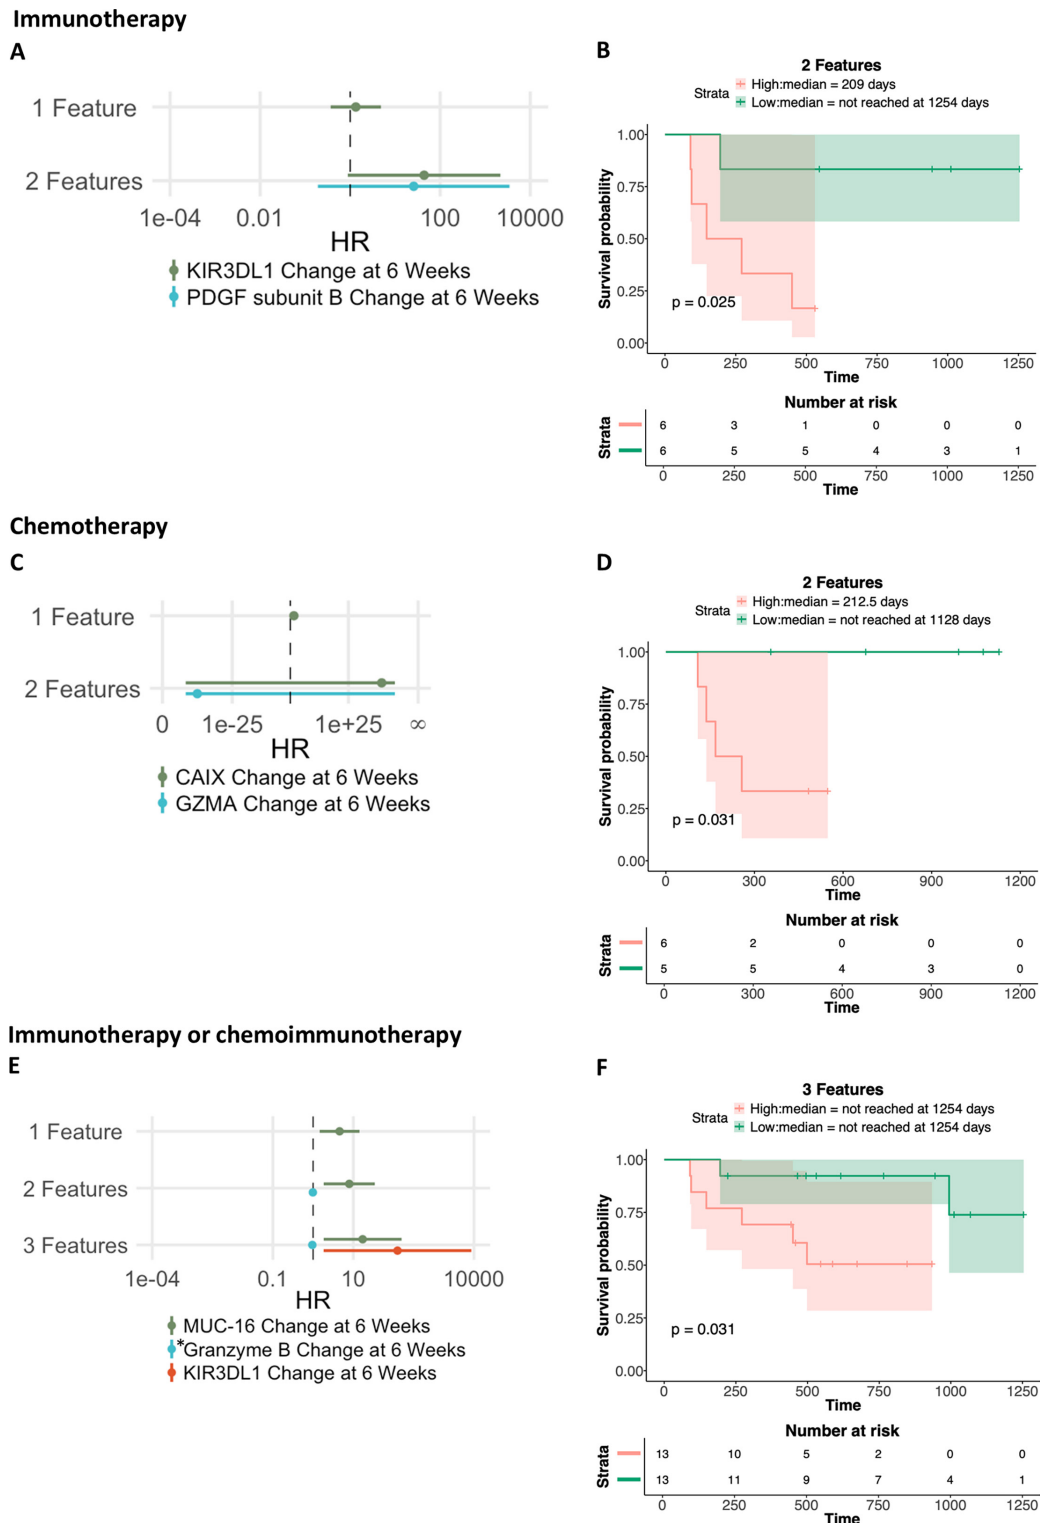 Immunotherapy
A
1 Feature
2 Features
1e-04 0.01 100 10000
HR
KIR3DL1 Change at 6 Weeks
PDGF subunit B Change at 6 Weeks
B
2 Features
Strata
High:median = 209 days
Low:median = not reached at 1254 days
Survival probability
1.00
0.75
0.50
0.25
0.00
p = 0.025
0 250 500 750 1000 1250
Time
Number at risk
Strata
6 3 1 0 0 0
6 5 5 4 3 1
0 250 500 750 1000 1250
Time
Chemotherapy
C
1 Feature
2 Features
0 1e-25 1e+25 ∞
HR
CAIX Change at 6 Weeks
GZMA Change at 6 Weeks
D
2 Features
Strata
High:median = 212.5 days
Low:median = not reached at 1128 days
Survival probability
1.00
0.75
0.50
0.25
0.00
p = 0.031
0 300 600 900 1200
Time
Number at risk
Strata
6 2 0 0 0
5 5 4 3 0
0 300 600 900 1200
Time
Immunotherapy or chemoimmunotherapy
E
1 Feature
2 Features
3 Features
1e-04 0.1 10 10000
HR
MUC-16 Change at 6 Weeks
*Granzyme B Change at 6 Weeks
KIR3DL1 Change at 6 Weeks
F
3 Features
Strata
High:median = not reached at 1254 days
Low:median = not reached at 1254 days
Survival probability
1.00
0.75
0.50
0.25
0.00
p = 0.031
0 250 500 750 1000 1250
Time
Number at risk
Strata
13 10 5 2 0 0
13 11 9 7 4 1
0 250 500 750 1000 1250
Time